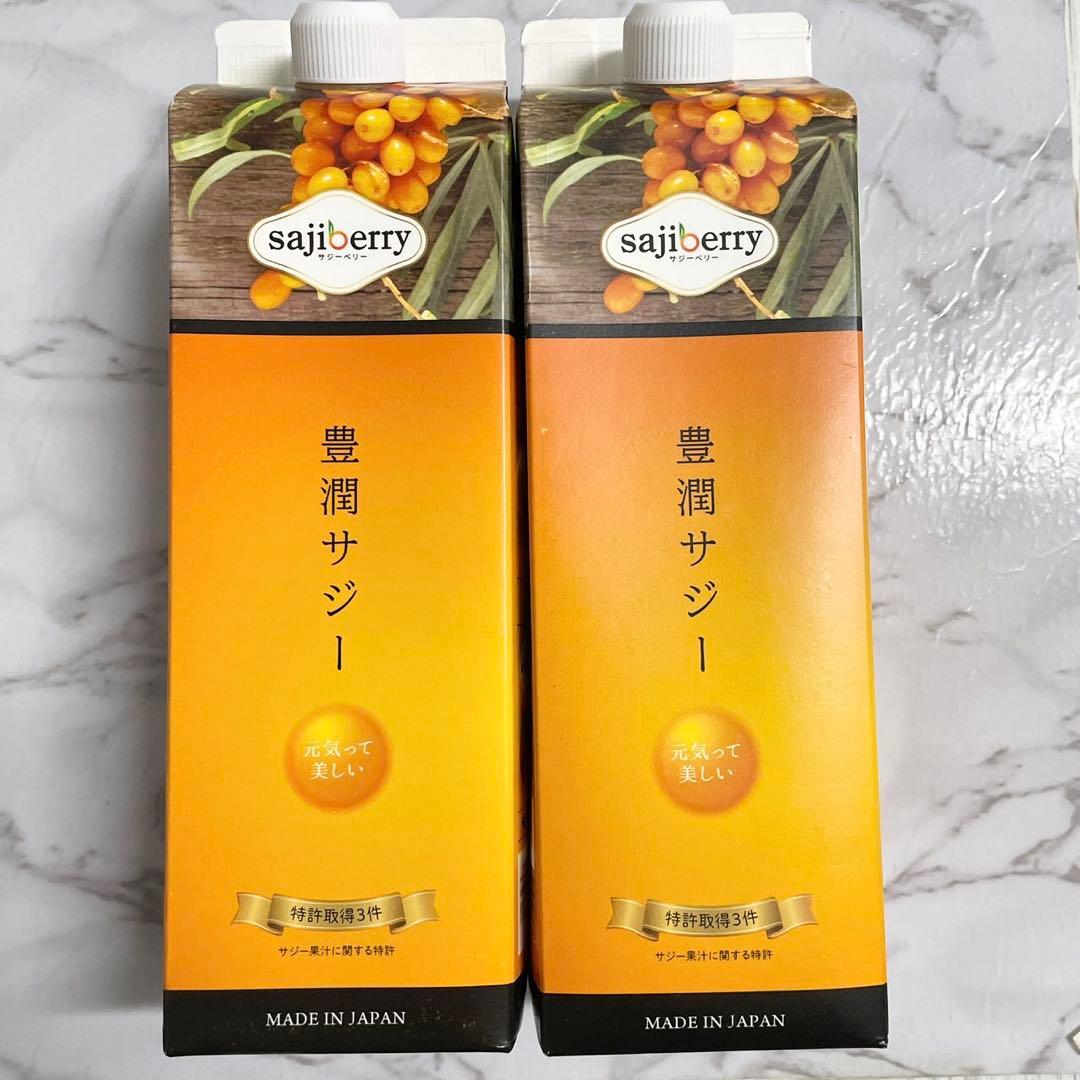 sajiberry
サジーベリー
豊潤サジー
元気って
美しい
特許取得3件
サジー果汁に関する特許
MADE IN JAPAN
sajiberry
サジーベリー
豊潤サジー
元気って
美しい
特許取得3件
サジー果汁に関する特許
MADE IN JAPAN